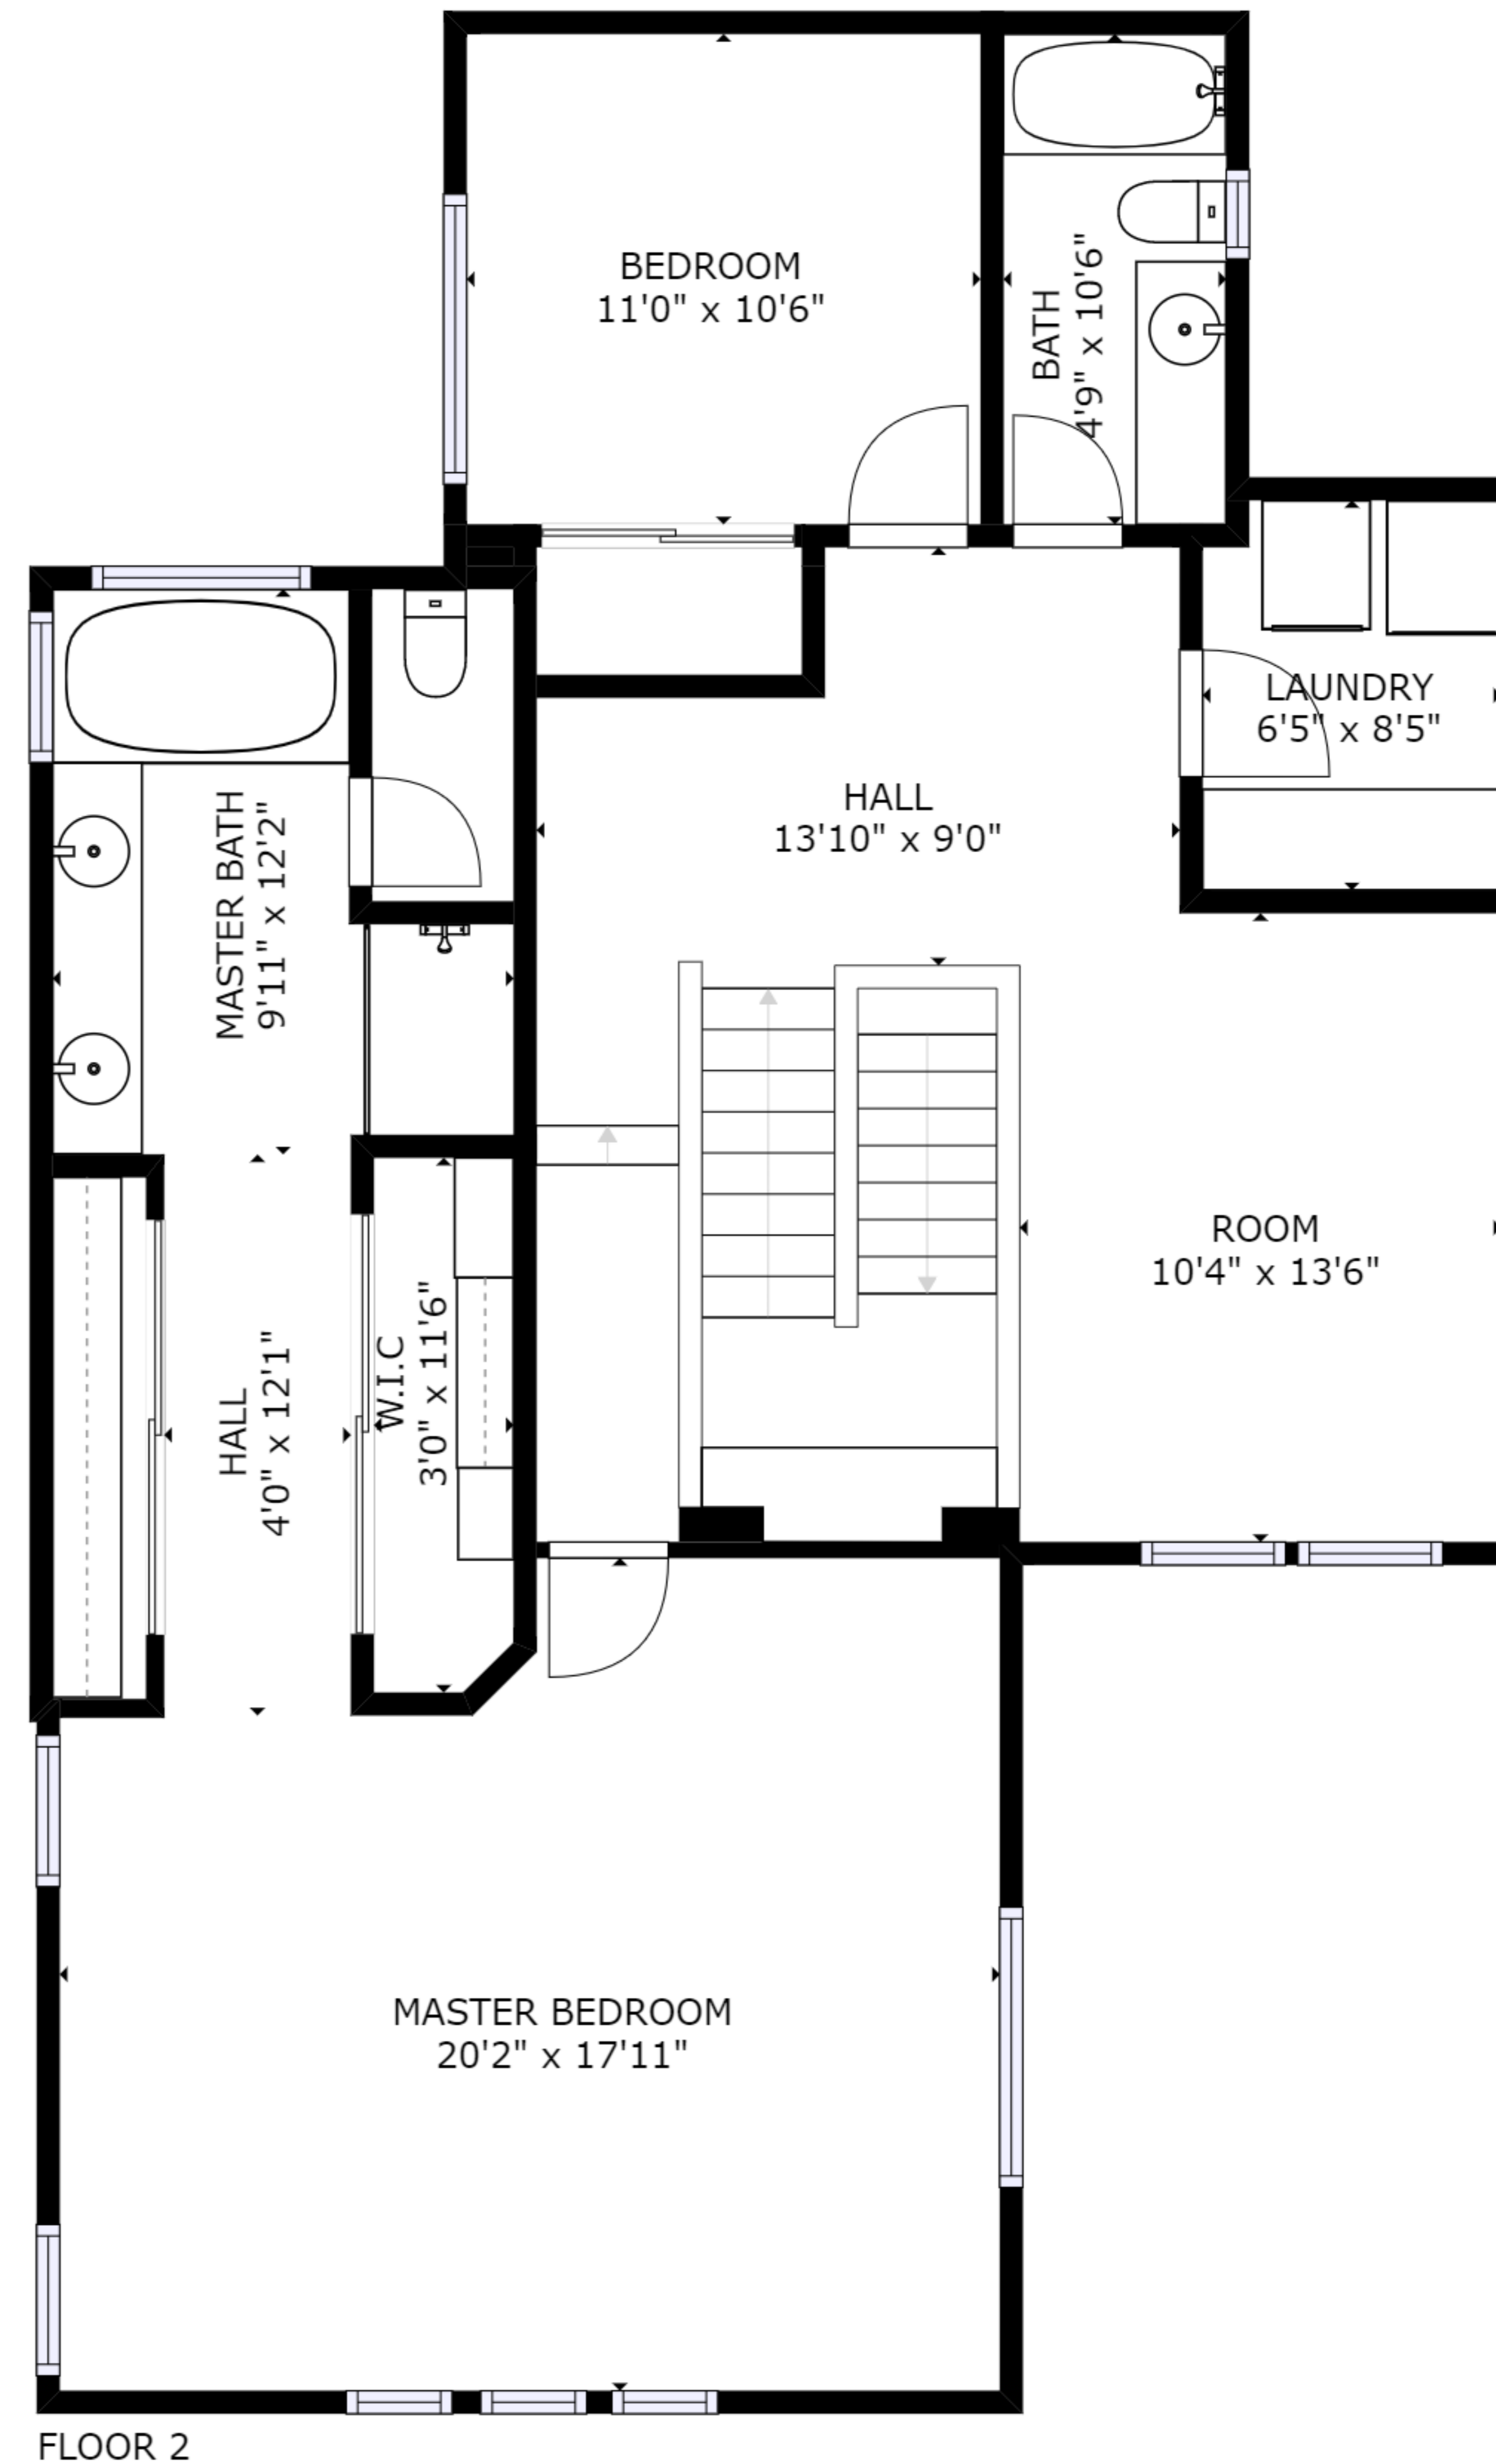 BEDROOM
11'0" x 10'6"
BATH
4'9" x 10'6"
LAUNDRY
6'5" x 8'5"
HALL
13'10" x 9'0"
MASTER BATH
9'11" x 12'2"
ROOM
10'4" x 13'6"
W.I.C
3'0" x 11'6"
HALL
4'0" x 12'1"
MASTER BEDROOM
20'2" x 17'11"
FLOOR 2